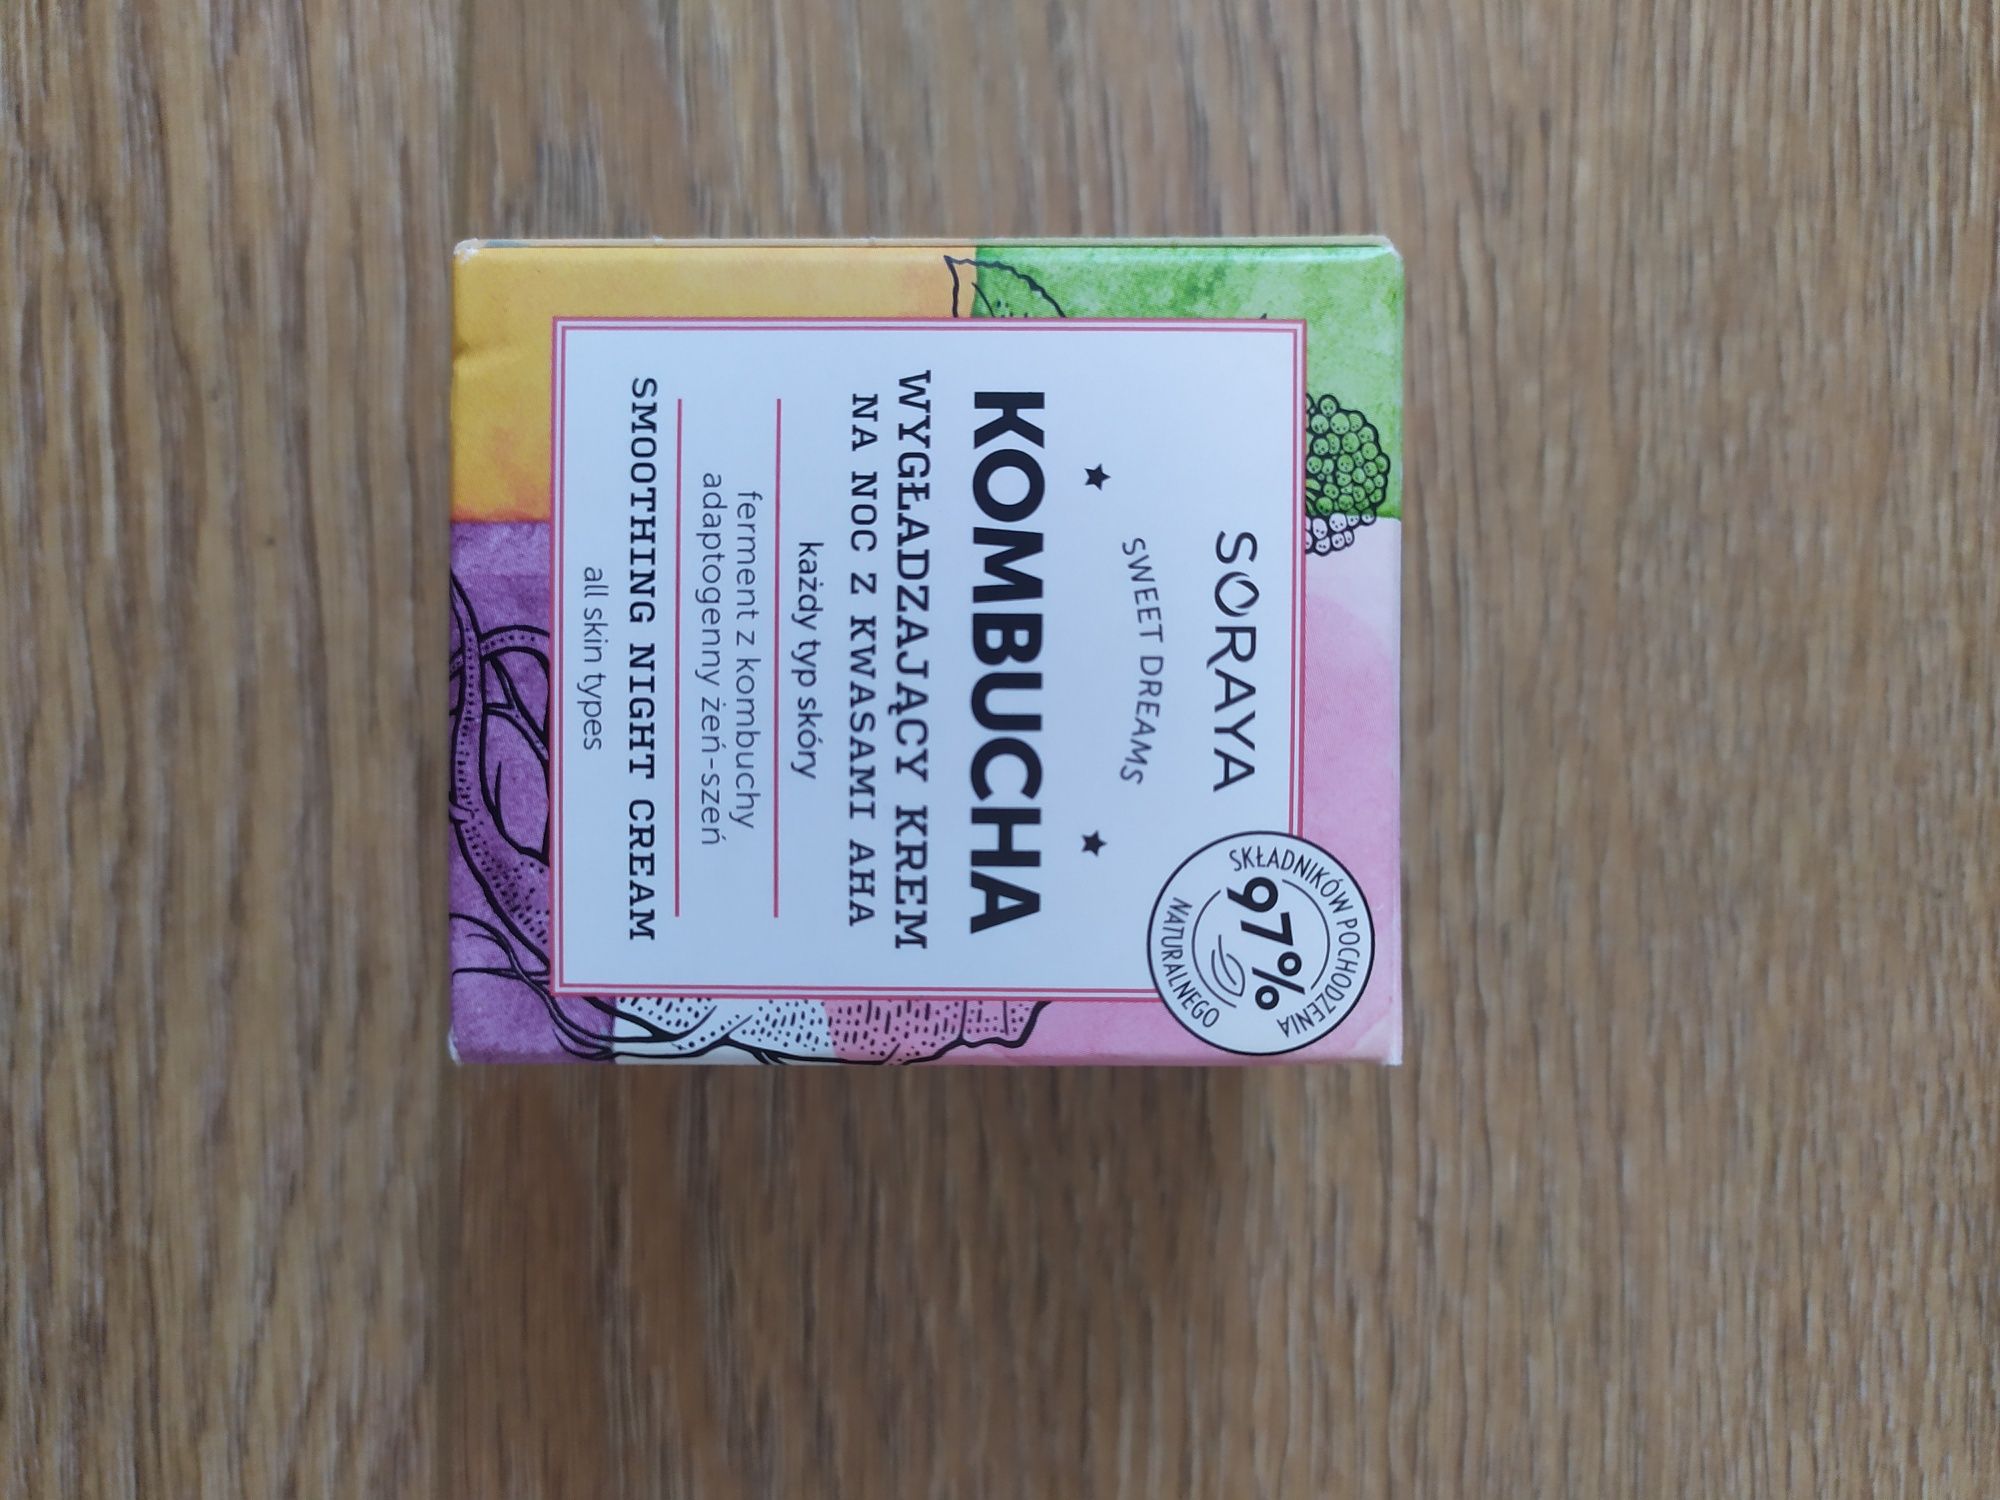 SORAYA
SWEET DREAMS
KOMBUCHA
WYGŁADZAJĄCY KREM
NA NOC Z KWASAMI AHA
każdy typ skóry
ferment z kombuchy
adaptogenny żeń-szeń
SMOOTHING NIGHT CREAM
all skin types
97%
SKŁADNIKÓW POCHODZENIA
NATURALNEGO